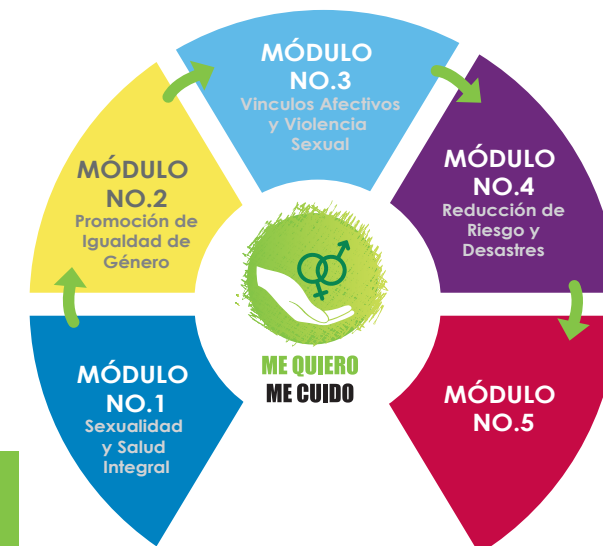 MÓDULO
NO.1
Sexualidad
y Salud
Integral
MÓDULO
NO.2
Promoción de
Igualdad de
Género
MÓDULO
NO.3
Vinculos Afectivos
y Violencia
Sexual
MÓDULO
NO.4
Reducción de
Riesgo y
Desastres
MÓDULO
NO.5
ME QUIERO
ME CUIDO